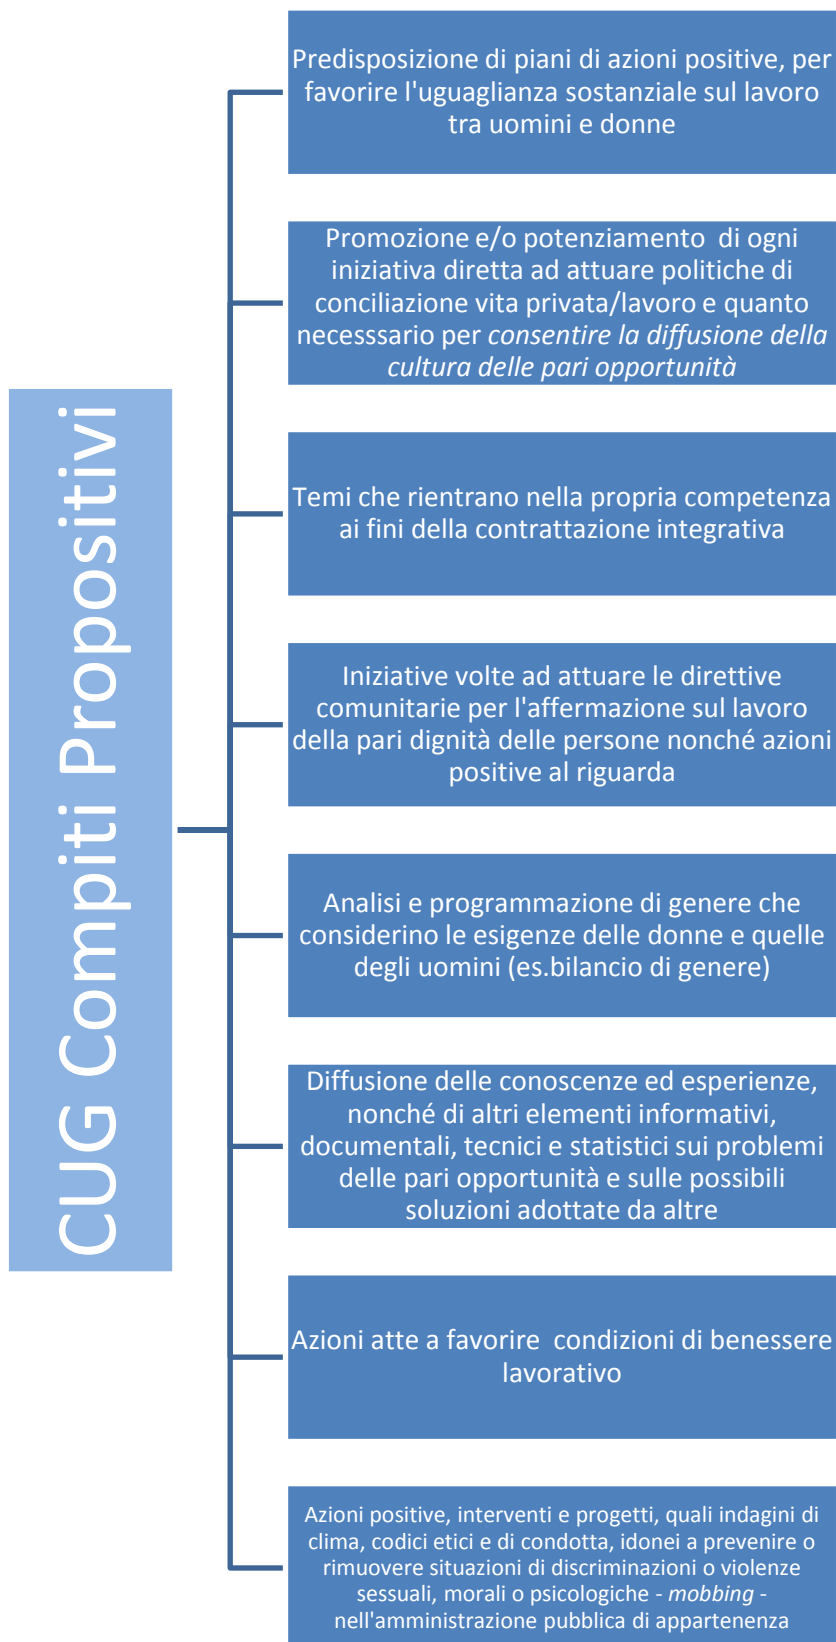 CUG Compiti Propositivi
Predisposizione di piani di azioni positive, per
favorire l'uguaglianza sostanziale sul lavoro
tra uomini e donne
Promozione e/o potenziamento  di ogni
iniziativa diretta ad attuare politiche di
conciliazione vita privata/lavoro e quanto
necesssario per consentire la diffusione della
cultura delle pari opportunità
Temi che rientrano nella propria competenza
ai fini della contrattazione integrativa
Iniziative volte ad attuare le direttive
comunitarie per l'affermazione sul lavoro
della pari dignità delle persone nonché azioni
positive al riguarda
Analisi e programmazione di genere che
considerino le esigenze delle donne e quelle
degli uomini (es.bilancio di genere)
Diffusione delle conoscenze ed esperienze,
nonché di altri elementi informativi,
documentali, tecnici e statistici sui problemi
delle pari opportunità e sulle possibili
soluzioni adottate da altre
Azioni atte a favorire  condizioni di benessere
lavorativo
Azioni positive, interventi e progetti, quali indagini di
clima, codici etici e di condotta, idonei a prevenire o
rimuovere situazioni di discriminazioni o violenze
sessuali, morali o psicologiche - mobbing -
nell'amministrazione pubblica di appartenenza